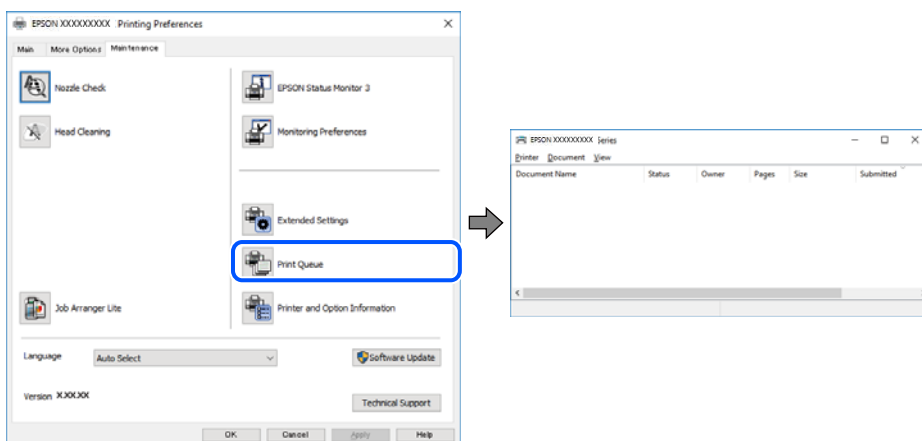 EPSON XXXXXXXXX Printing Preferences
Main More Options Maintenance
Nozzle Check
EPSON Status Monitor 3
Head Cleaning
Monitoring Preferences
Extended Settings
Print Queue
Job Arranger Lite
Printer and Option Information
Language Auto Select Software Update
Version X.XX.XX
Technical Support
OK Cancel Apply Help
EPSON XXXXXXXXX Series
Printer Document View
Document Name Status Owner Pages Size Submitted